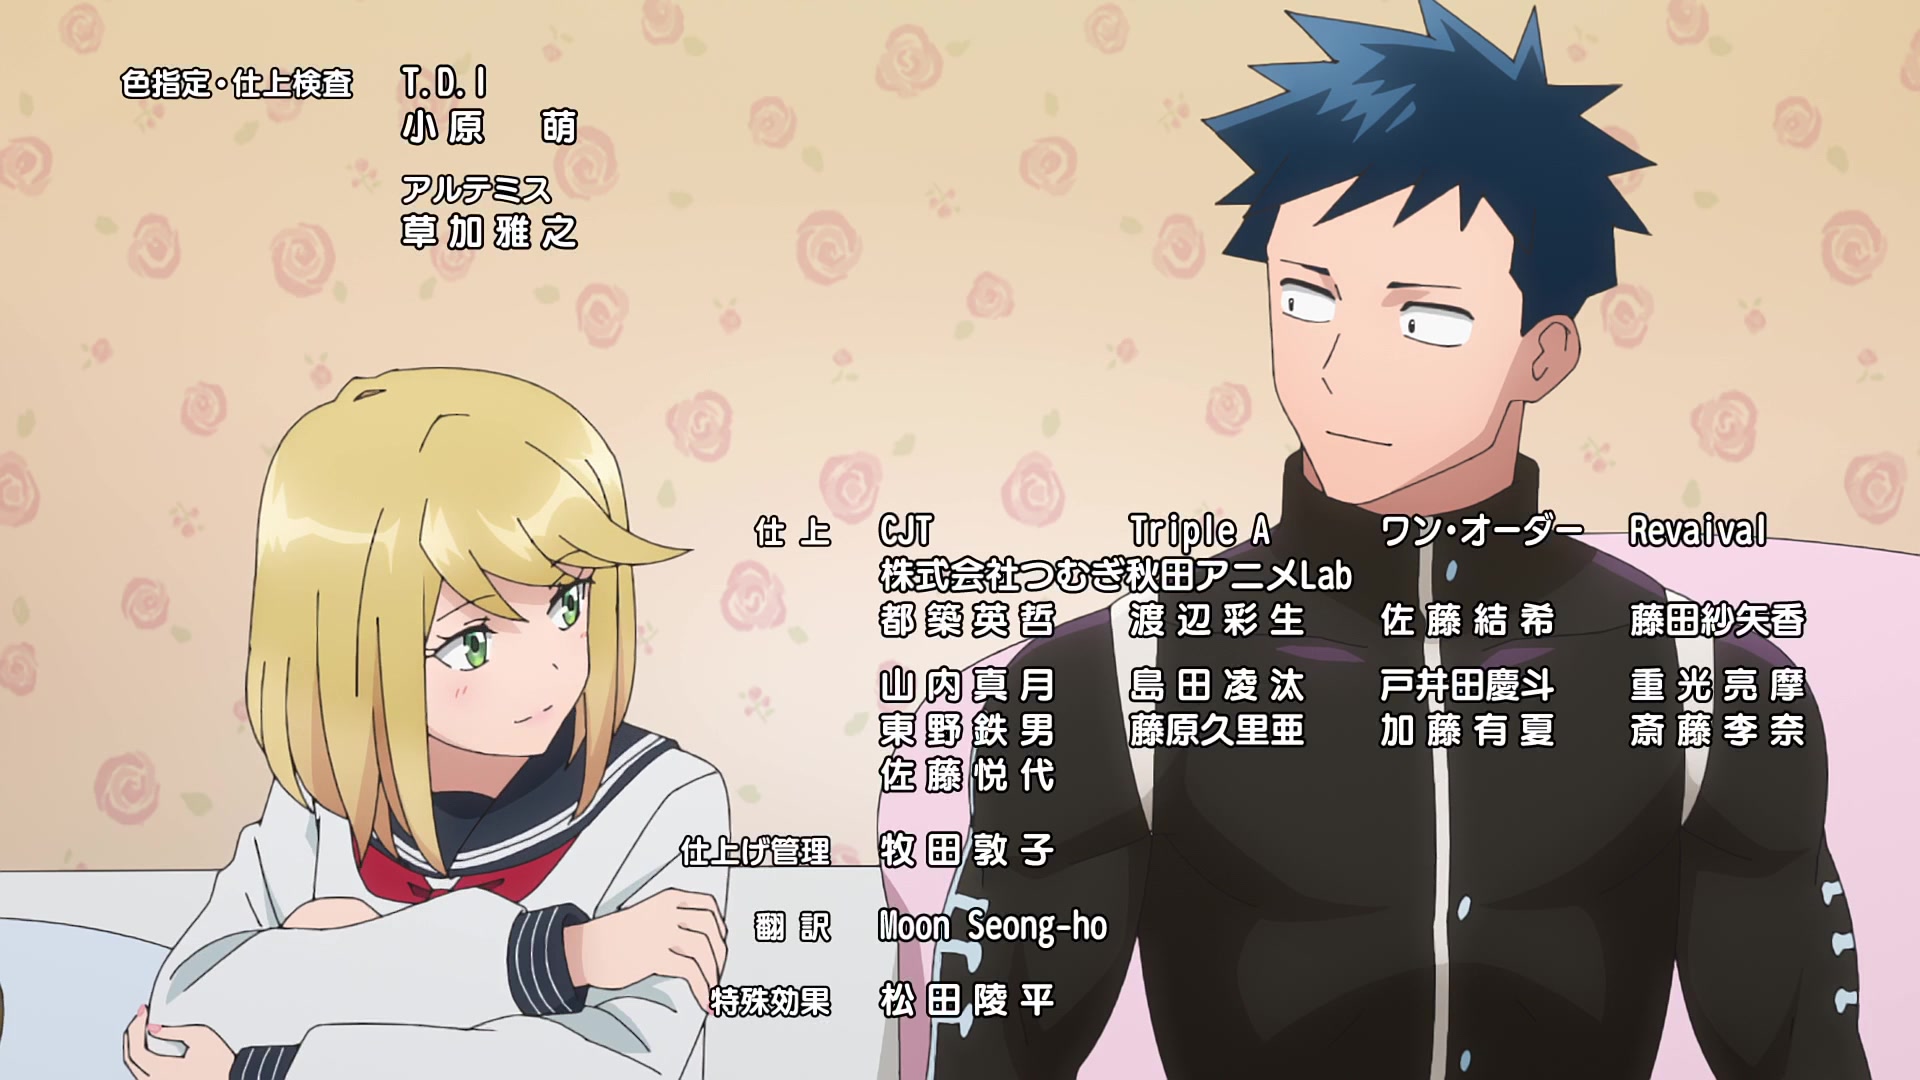 色指定・仕上検査 T.D.I
小原 萌
アルテミス
草加雅之
仕上 CJT Triple A ワン・オーダー Revaival
株式会社つむぎ秋田アニメLab
都築英哲 渡辺彩生 佐藤結希 藤田紗矢香
山内真月 島田凌汰 戸井田慶斗 重光亮摩
東野鉄男 藤原久里亜 加藤有夏 斎藤李奈
佐藤悦代
仕上げ管理 牧田敦子
翻訳 Moon Seong-ho
特殊効果 松田陵平